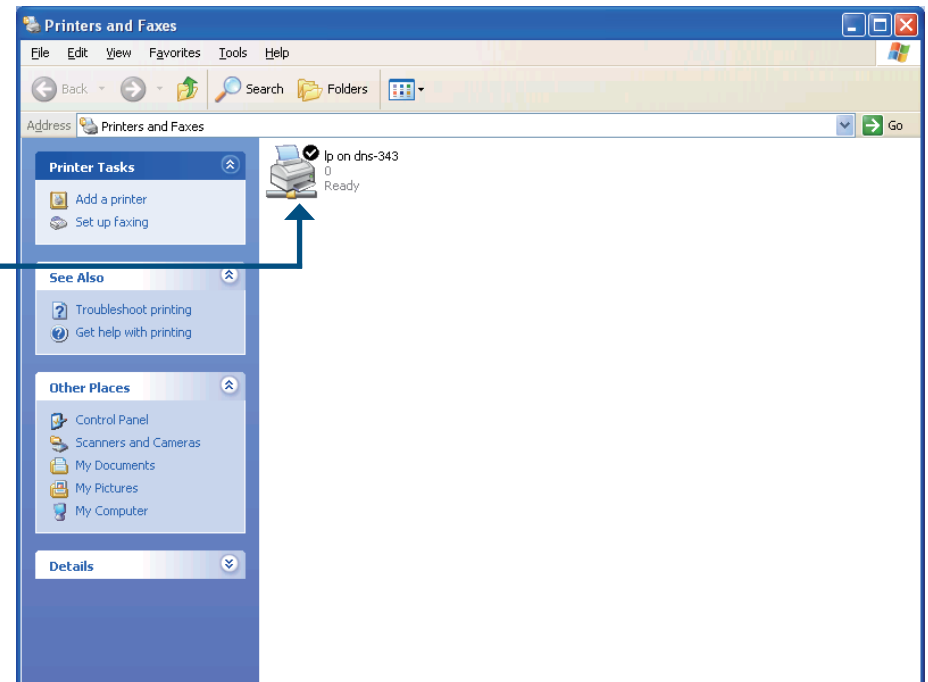 Printers and Faxes
File Edit View Favorites Tools Help
Back Search Folders
Address Printers and Faxes Go
Printer Tasks
Add a printer
Set up faxing
See Also
Troubleshoot printing
Get help with printing
Other Places
Control Panel
Scanners and Cameras
My Documents
My Pictures
My Computer
Details
lp on dns-343
0
Ready